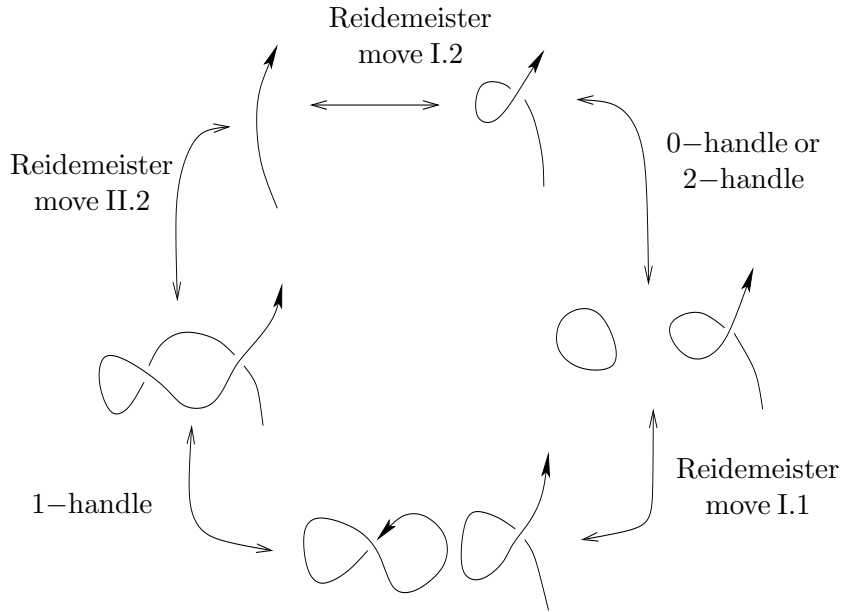 Reidemeister
move I.2
0−handle or
2−handle
Reidemeister
move II.2
Reidemeister
move I.1
1−handle